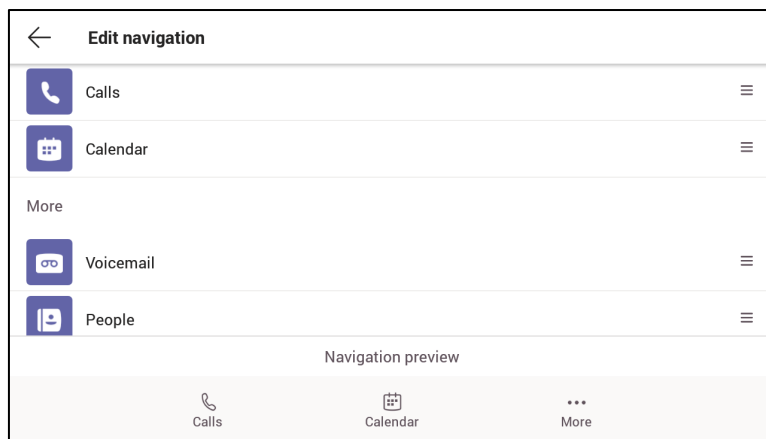 Edit navigation
Calls
Calendar
More
Voicemail
People
Navigation preview
Calls Calendar More